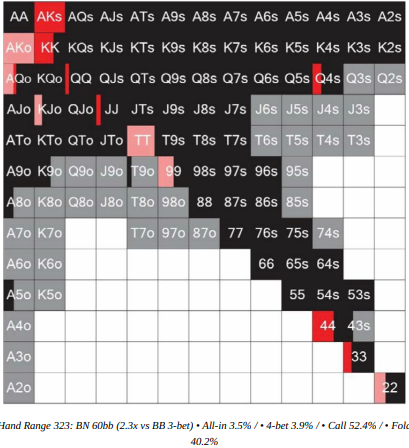 AA AKs AQs AJs ATs A9s A8s A7s A6s A5s A4s A3s A2s
AKo KK KQs KJs KTs K9s K8s K7s K6s K5s K4s K3s K2s
AQo KQo QQ QJs QTs Q9s Q8s Q7s Q6s Q5s Q4s Q3s Q2s
AJo KJo QJo JJ JTs J9s J8s J7s J6s J5s J4s J3s
ATo KTo QTo JTo TT T9s T8s T7s T6s T5s T4s T3s
A9o K9o Q9o J9o T9o 99 98s 97s 96s 95s
A8o K8o Q8o J8o T8o 98o 88 87s 86s 85s
A7o K7o T7o 97o 87o 77 76s 75s 74s
A6o K6o 66 65s 64s
A5o K5o 55 54s 53s
A4o 44 43s
A3o 33
A2o 22
Hand Range 323: BN 60bb (2.3x vs BB 3-bet) • All-in 3.5% / • 4-bet 3.9% / • Call 52.4% / • Fold
40.2%